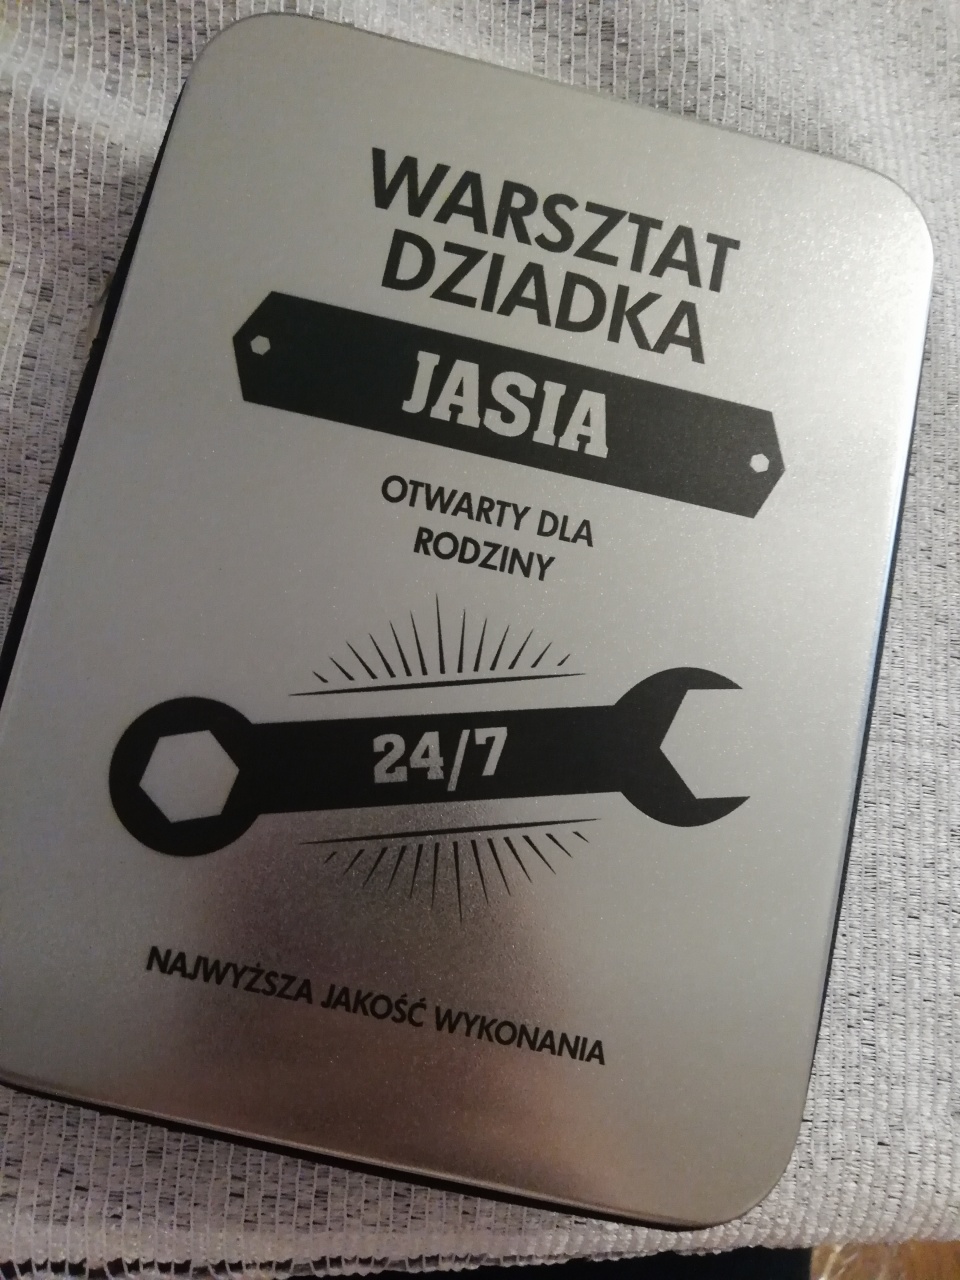 WARSZTAT
DZIADKA
JASIA
OTWARTY DLA
RODZINY
24/7
NAJWYŻSZA JAKOŚĆ WYKONANIA